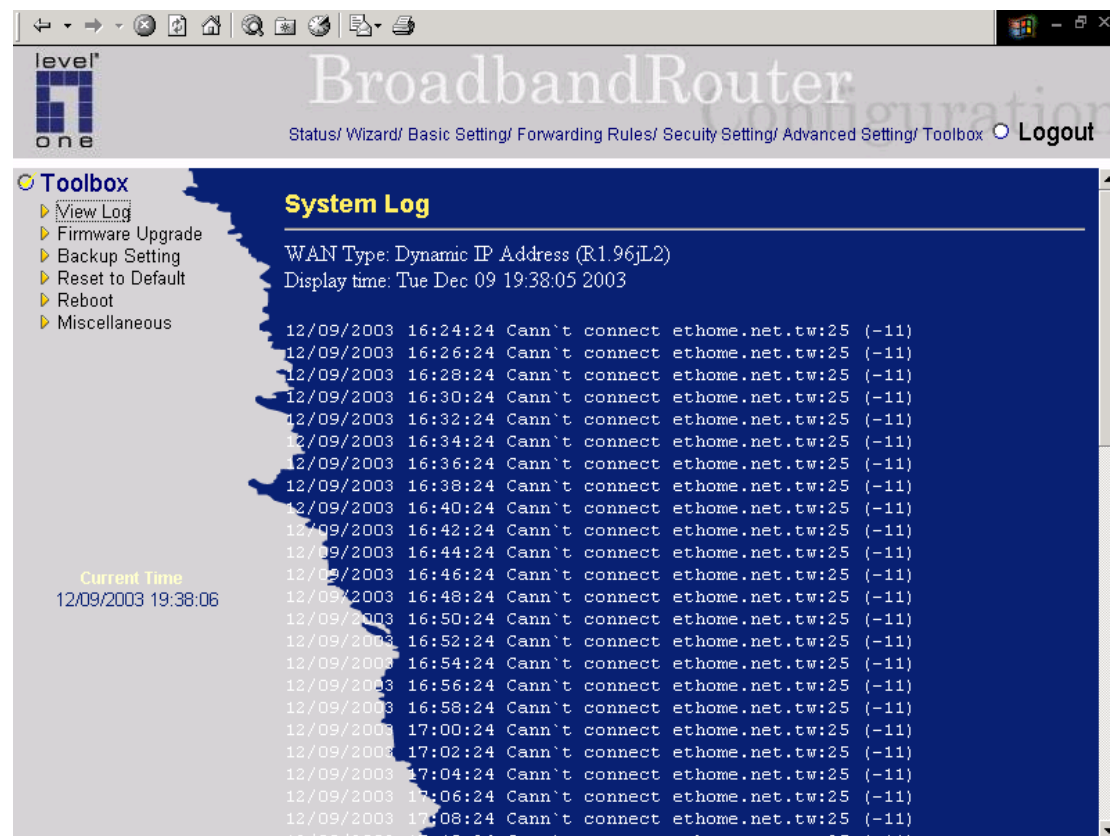 level"
one
BroadbandRouter
Configuration
Status/ Wizard/ Basic Setting/ Forwarding Rules/ Secuity Setting/ Advanced Setting/ Toolbox
Logout
Toolbox
View Log
Firmware Upgrade
Backup Setting
Reset to Default
Reboot
Miscellaneous
Current Time
12/09/2003 19:38:06
System Log
WAN Type: Dynamic IP Address (R1.96jL2)
Display time: Tue Dec 09 19:38:05 2003
12/09/2003 16:24:24 Cann`t connect ethome.net.tw:25 (-11)
12/09/2003 16:26:24 Cann`t connect ethome.net.tw:25 (-11)
12/09/2003 16:28:24 Cann`t connect ethome.net.tw:25 (-11)
12/09/2003 16:30:24 Cann`t connect ethome.net.tw:25 (-11)
12/09/2003 16:32:24 Cann`t connect ethome.net.tw:25 (-11)
12/09/2003 16:34:24 Cann`t connect ethome.net.tw:25 (-11)
12/09/2003 16:36:24 Cann`t connect ethome.net.tw:25 (-11)
12/09/2003 16:38:24 Cann`t connect ethome.net.tw:25 (-11)
12/09/2003 16:40:24 Cann`t connect ethome.net.tw:25 (-11)
12/09/2003 16:42:24 Cann`t connect ethome.net.tw:25 (-11)
12/09/2003 16:44:24 Cann`t connect ethome.net.tw:25 (-11)
12/09/2003 16:46:24 Cann`t connect ethome.net.tw:25 (-11)
12/09/2003 16:48:24 Cann`t connect ethome.net.tw:25 (-11)
12/09/2003 16:50:24 Cann`t connect ethome.net.tw:25 (-11)
12/09/2003 16:52:24 Cann`t connect ethome.net.tw:25 (-11)
12/09/2003 16:54:24 Cann`t connect ethome.net.tw:25 (-11)
12/09/2003 16:56:24 Cann`t connect ethome.net.tw:25 (-11)
12/09/2003 16:58:24 Cann`t connect ethome.net.tw:25 (-11)
12/09/2003 17:00:24 Cann`t connect ethome.net.tw:25 (-11)
12/09/2003 17:02:24 Cann`t connect ethome.net.tw:25 (-11)
12/09/2003 17:04:24 Cann`t connect ethome.net.tw:25 (-11)
12/09/2003 17:06:24 Cann`t connect ethome.net.tw:25 (-11)
12/09/2003 17:08:24 Cann`t connect ethome.net.tw:25 (-11)